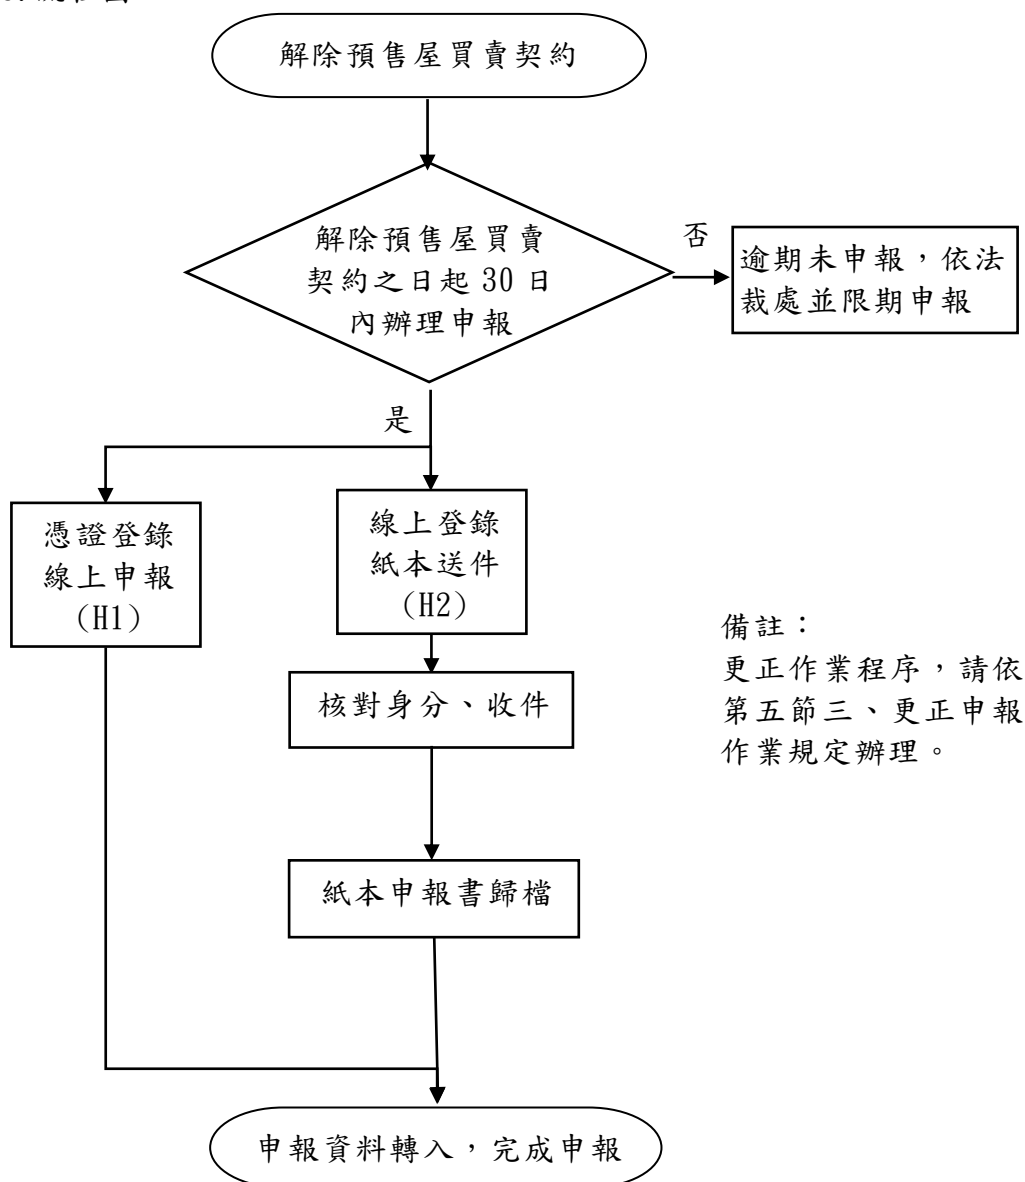 解除預售屋買賣契約
解除預售屋買賣
契約之日起 30 日
內辦理申報
否
逾期未申報，依法
裁處並限期申報
是
憑證登錄
線上申報
(H1)
線上登錄
紙本送件
(H2)
核對身分、收件
備註：
更正作業程序，請依
第五節三、更正申報
作業規定辦理。
紙本申報書歸檔
申報資料轉入，完成申報